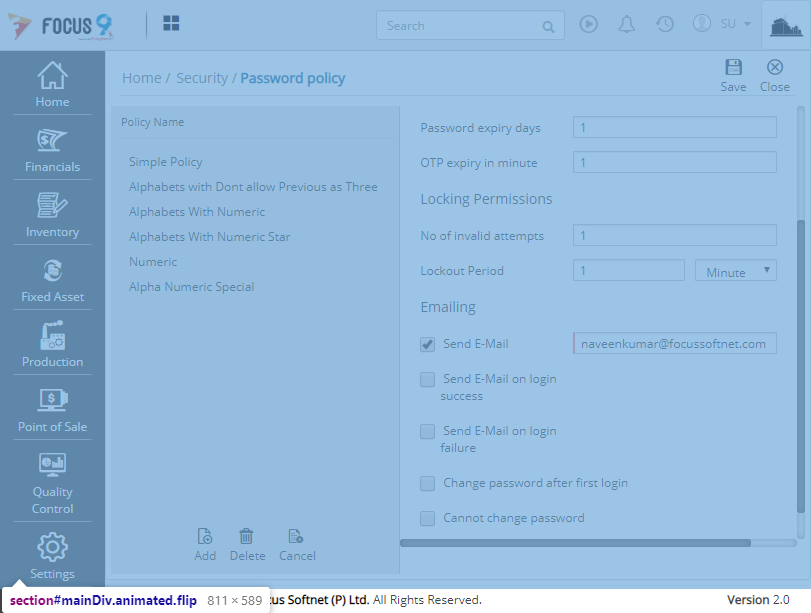 FOCUS 9
Search
SU
Home / Security / Password policy
Save
Close
Home
Financials
Inventory
Fixed Asset
Production
Point of Sale
Quality
Control
Settings
Policy Name
Simple Policy
Alphabets with Dont allow Previous as Three
Alphabets With Numeric
Alphabets With Numeric Star
Numeric
Alpha Numeric Special
Add
Delete
Cancel
Password expiry days 1
OTP expiry in minute 1
Locking Permissions
No of invalid attempts 1
Lockout Period 1 Minute
Emailing
Send E-Mail naveenkumar@focussoftnet.com
Send E-Mail on login
success
Send E-Mail on login
failure
Change password after first login
Cannot change password
section#mainDiv.animated.flip 811 × 589
Softnet (P) Ltd. All Rights Reserved.
Version 2.0